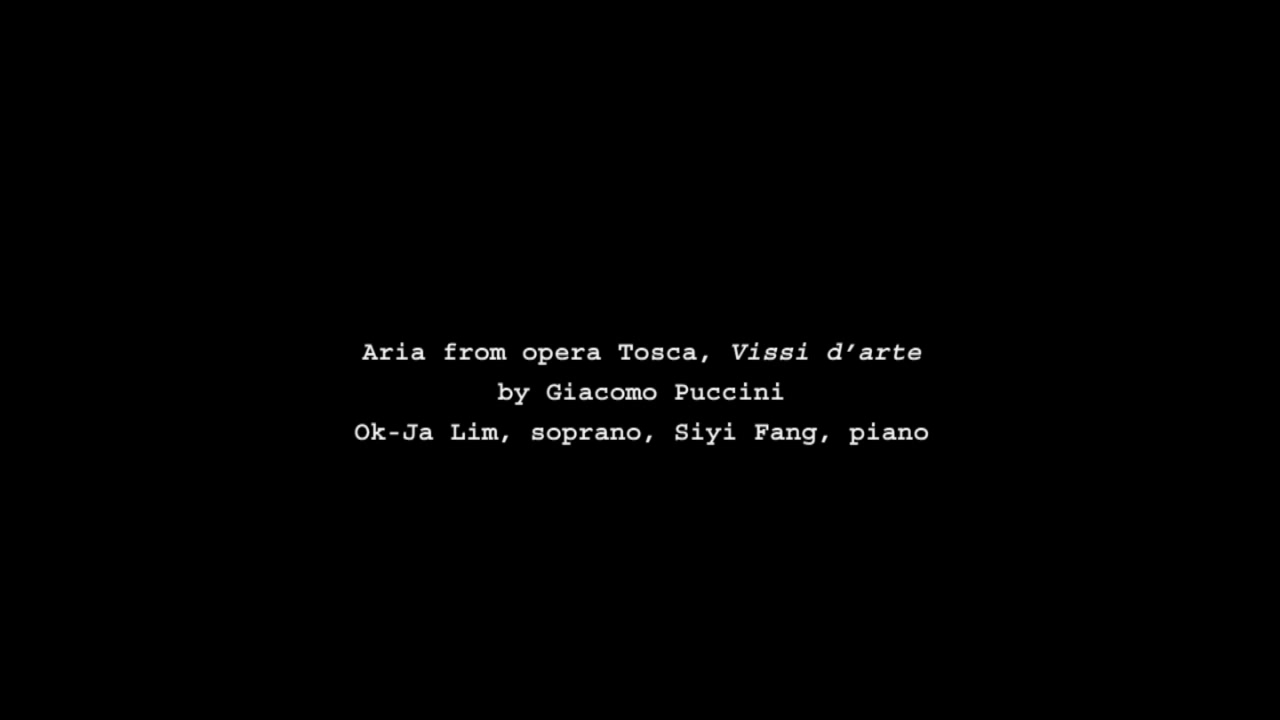 Aria from opera Tosca, Vissi d’arte
by Giacomo Puccini
Ok-Ja Lim, soprano, Siyi Fang, piano